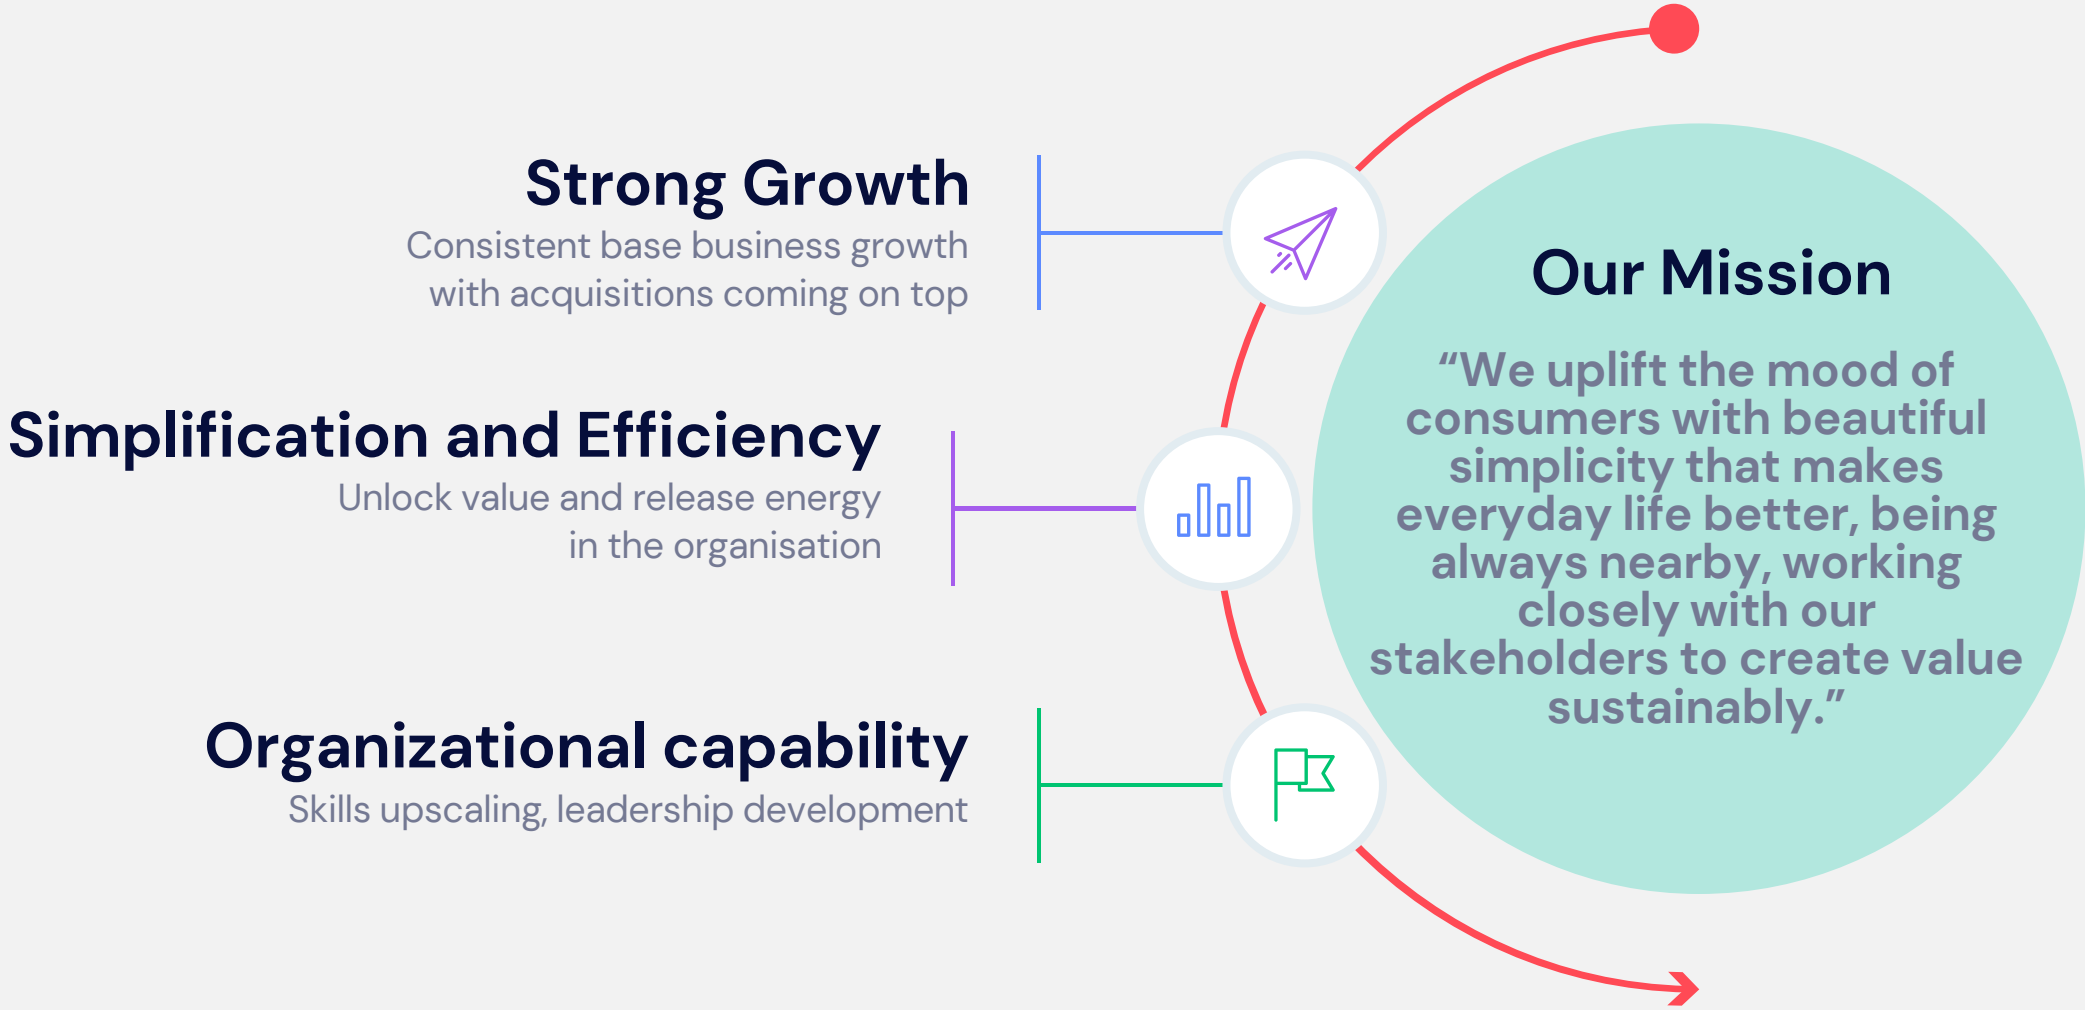 Strong Growth
Consistent base business growth
with acquisitions coming on top
Simplification and Efficiency
Unlock value and release energy
in the organisation
Organizational capability
Skills upscaling, leadership development
Our Mission
“We uplift the mood of
consumers with beautiful
simplicity that makes
everyday life better, being
always nearby, working
closely with our
stakeholders to create value
sustainably.”